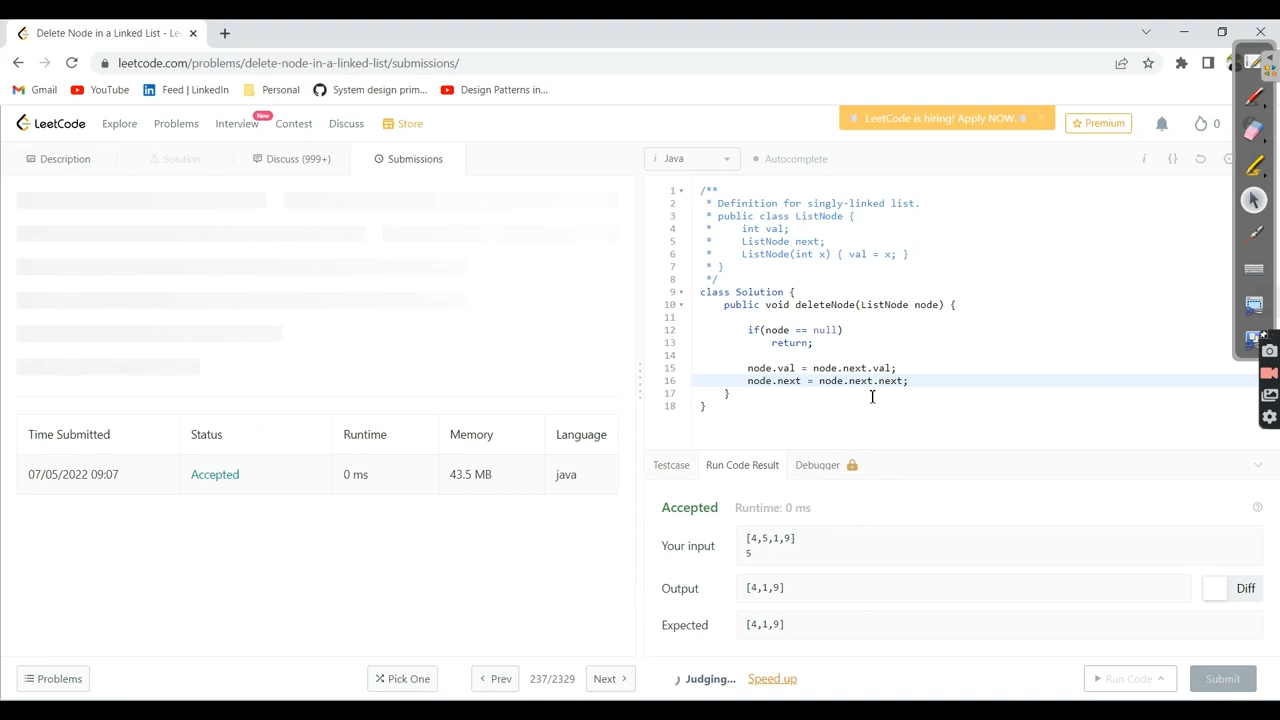 Delete Node in a Linked List - Le
leetcode.com/problems/delete-node-in-a-linked-list/submissions/
Gmail YouTube Feed | LinkedIn Personal System design prim... Design Patterns in...
LeetCode Explore Problems Interview New Contest Discuss Store LeetCode is hiring! Apply NOW. Premium 0
Description Solution Discuss (999+) Submissions
i Java Autocomplete i {}
1 /**
2 * Definition for singly-linked list.
3 * public class ListNode {
4 *     int val;
5 *     ListNode next;
6 *     ListNode(int x) { val = x; }
7 * }
8 */
9 class Solution {
10 public void deleteNode(ListNode node) {
11
12 if(node == null)
13 return;
14
15 node.val = node.next.val;
16 node.next = node.next.next;
17 }
18 }
Time Submitted Status Runtime Memory Language
07/05/2022 09:07 Accepted 0 ms 43.5 MB java
Testcase Run Code Result Debugger
Accepted Runtime: 0 ms
Your input [4,5,1,9]
5
Output [4,1,9] Diff
Expected [4,1,9]
Problems Pick One Prev 237/2329 Next Judging... Speed up Run Code Submit